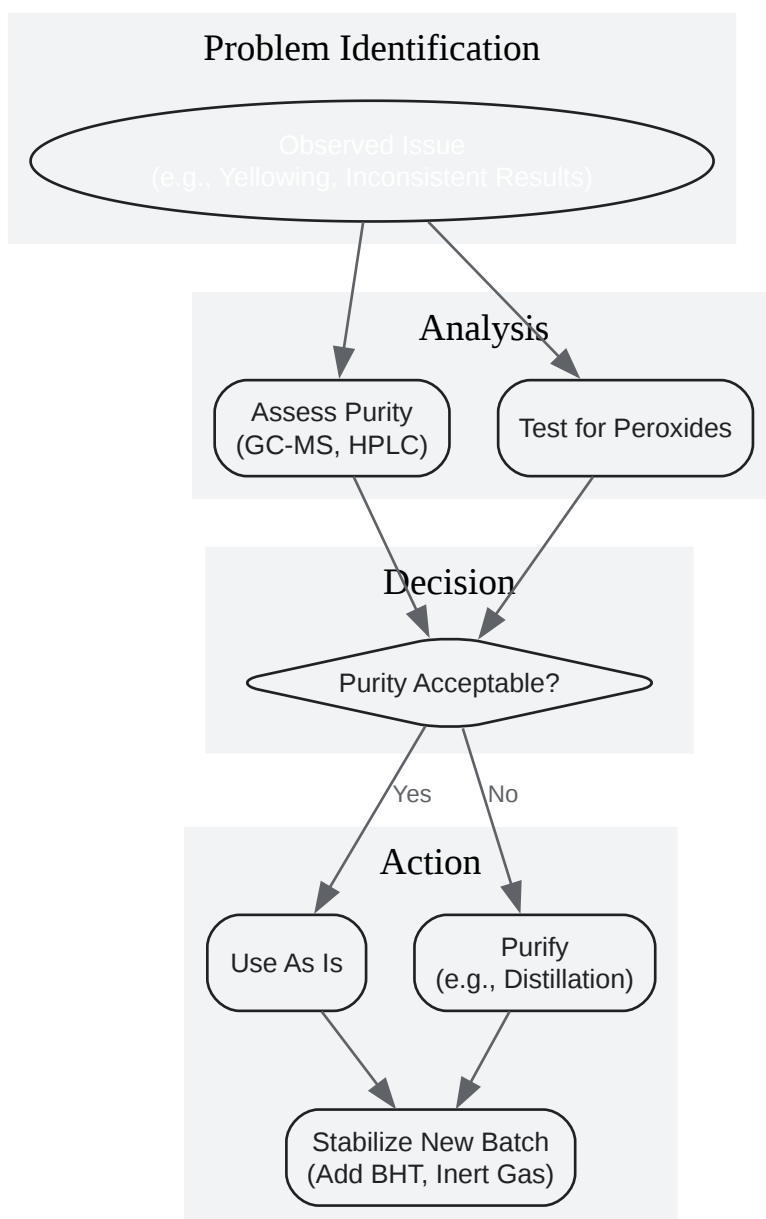 Problem Identification
Observed Issue
(e.g., Yellowing, Inconsistent Results)
Analysis
Assess Purity
(GC-MS, HPLC)
Test for Peroxides
Decision
Purity Acceptable?
Yes
No
Action
Use As Is
Purify
(e.g., Distillation)
Stabilize New Batch
(Add BHT, Inert Gas)